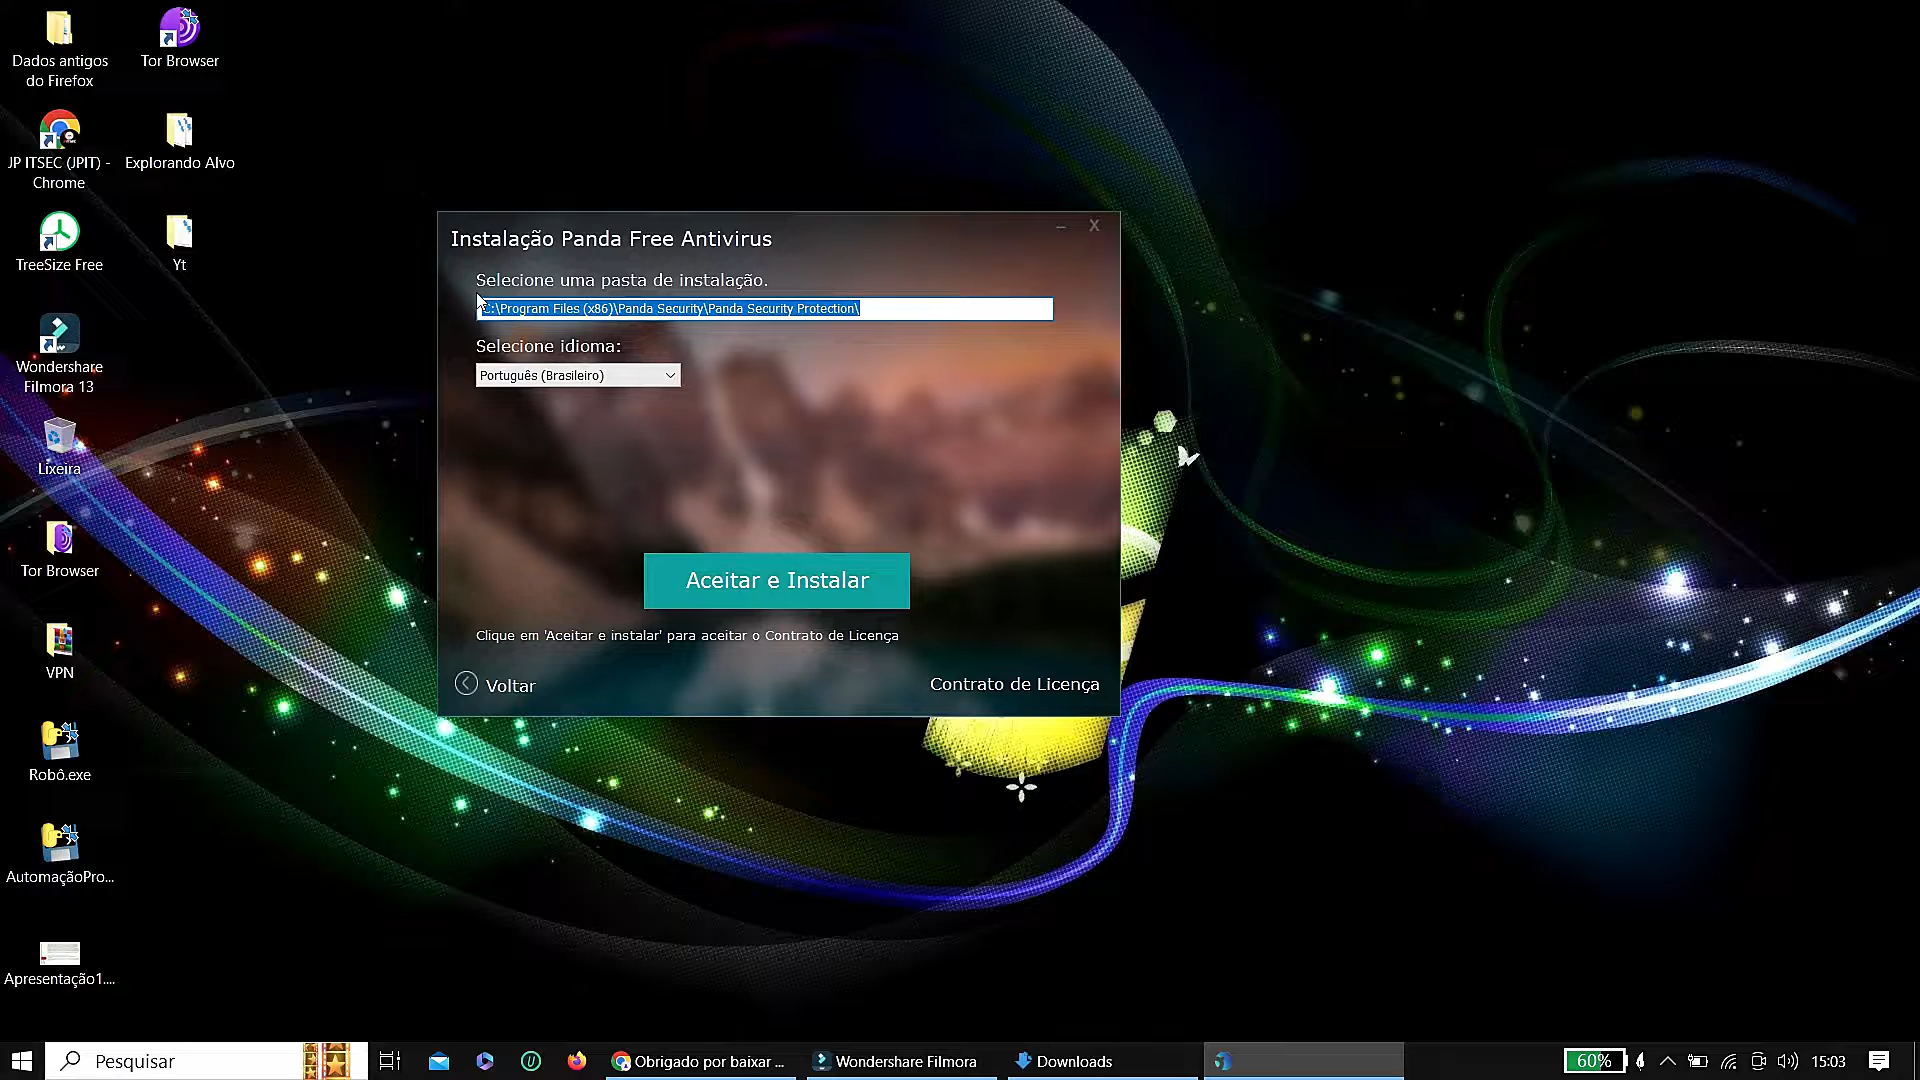 Dados antigos
do Firefox
Tor Browser
JP ITSEC (JPIT) -
Chrome
Explorando Alvo
TreeSize Free
Yt
Wondershare
Filmora 13
Lixeira
Tor Browser
VPN
Robô.exe
AutomaçãoPro...
Apresentação1....
Instalação Panda Free Antivirus
X
Selecione uma pasta de instalação.
C:\Program Files (x86)\Panda Security\Panda Security Protection\
Selecione idioma:
Português (Brasileiro)
Aceitar e Instalar
Clique em 'Aceitar e instalar' para aceitar o Contrato de Licença
Voltar
Contrato de Licença
Pesquisar
Obrigado por baixar ...
Wondershare Filmora
Downloads
60%
15:03